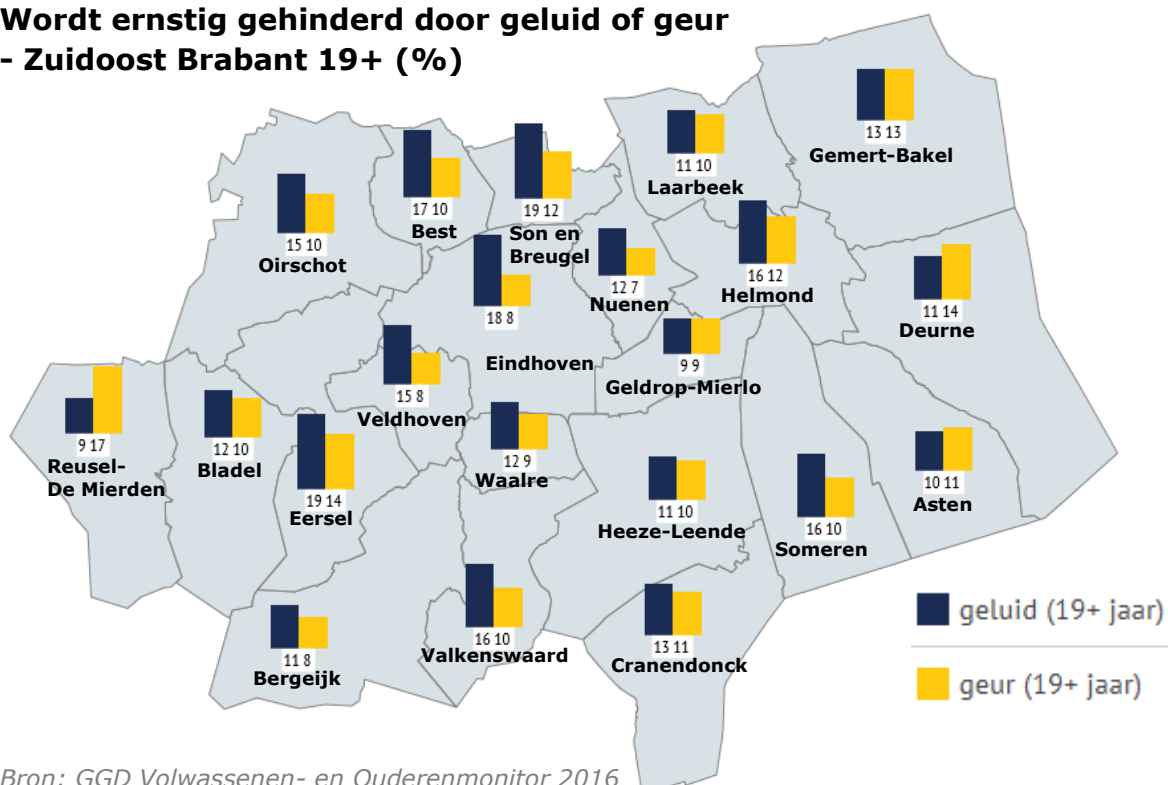 Wordt ernstig gehinderd door geluid of geur
- Zuidoost Brabant 19+ (%)
13 13
Gemert-Bakel
11 10
Laarbeek
17 10
Best
19 12
Son en
Breugel
15 10
Oirschot
12 7
Nuenen
16 12
Helmond
11 14
Deurne
18 8
Eindhoven
9 9
Geldrop-Mierlo
15 8
Veldhoven
9 17
Reusel-
De Mierden
12 10
Bladel
19 14
Eersel
12 9
Waalre
11 10
Heeze-Leende
16 10
Someren
10 11
Asten
11 8
Bergeijk
16 10
Valkenswaard
13 11
Cranendonck
geluid (19+ jaar)
geur (19+ jaar)
Bron: GGD Volwassenen- en Ouderenmonitor 2016